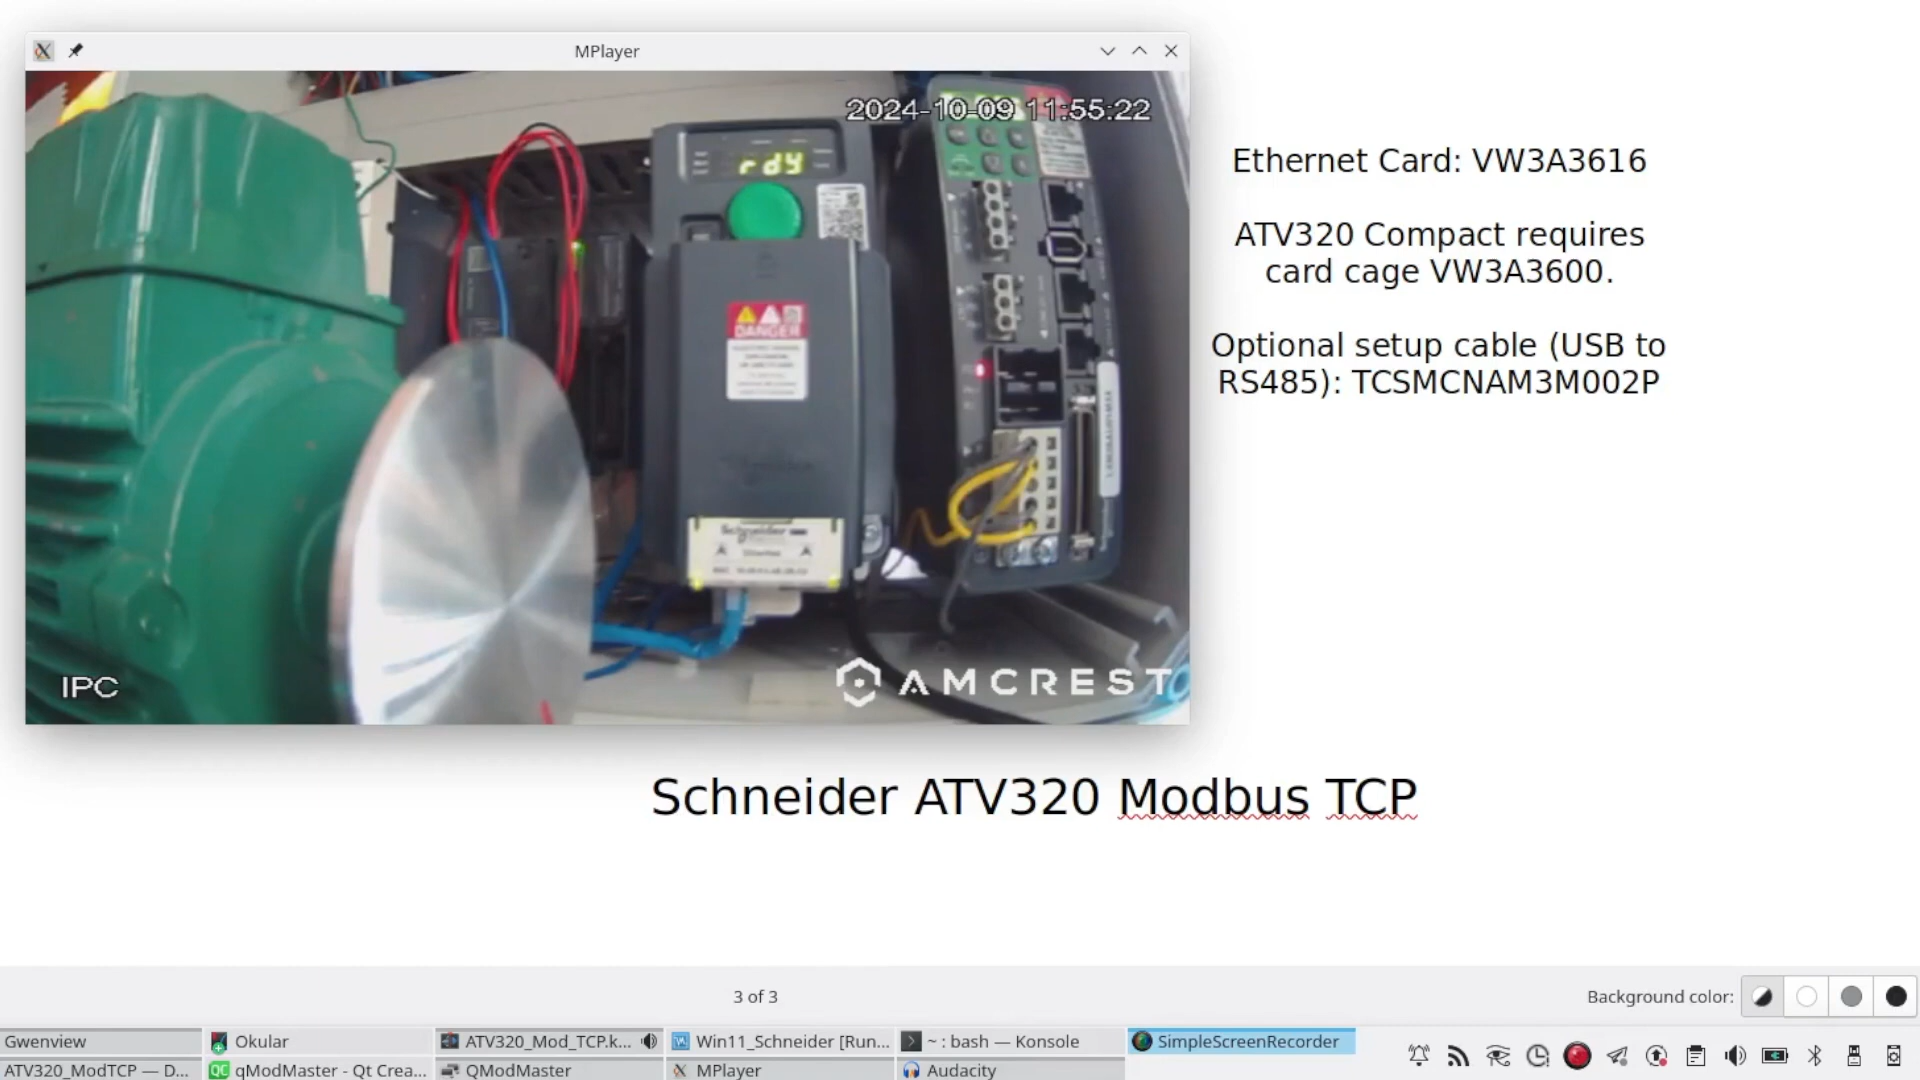 MPlayer
2024-10-09 11:55:22
rdy
DANGER
Schneider
IPC
AMCREST
Ethernet Card: VW3A3616
ATV320 Compact requires
card cage VW3A3600.
Optional setup cable (USB to
RS485): TCSMCNAM3M002P
Schneider ATV320 Modbus TCP
3 of 3
Background color:
Gwenview
Okular
ATV320_Mod_TCP.k...
Win11_Schneider [Run...
~ : bash — Konsole
SimpleScreenRecorder
ATV320_ModTCP — D...
qModMaster - Qt Crea...
QModMaster
MPlayer
Audacity